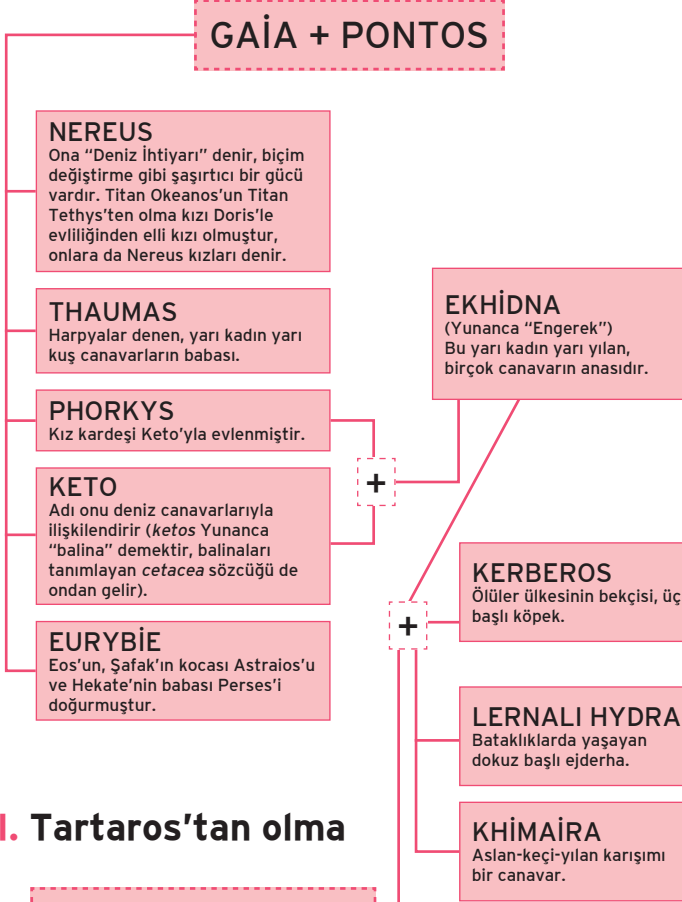 GAİA + PONTOS
NEREUS
Ona “Deniz İhtiyarı” denir, biçim
değiştirme gibi şaşırtıcı bir gücü
vardır. Titan Okeanos’un Titan
Tethys’ten olma kızı Doris’le
evliliğinden elli kızı olmuştur,
onlara da Nereus kızları denir.
THAUMAS
Harpyalar denen, yarı kadın yarı
kuş canavarların babası.
PHORKYS
Kız kardeşi Keto’yla evlenmiştir.
KETO
Adı onu deniz canavarlarıyla
ilişkilendirir (ketos Yunanca
“balina” demektir, balinaları
tanımlayan cetacea sözcüğü de
ondan gelir).
EURYBİE
Eos’un, Şafak’ın kocası Astraios’u
ve Hekate’nin babası Perses’i
doğurmuştur.
+
EKHİDNA
(Yunanca “Engerek”)
Bu yarı kadın yarı yılan,
birçok canavarın anasıdır.
+
KERBEROS
Ölüler ülkesinin bekçisi, üç
başlı köpek.
LERNALI HYDRA
Bataklıklarda yaşayan
dokuz başlı ejderha.
KHİMAİRA
Aslan-keçi-yılan karışımı
bir canavar.
I. Tartaros’tan olma